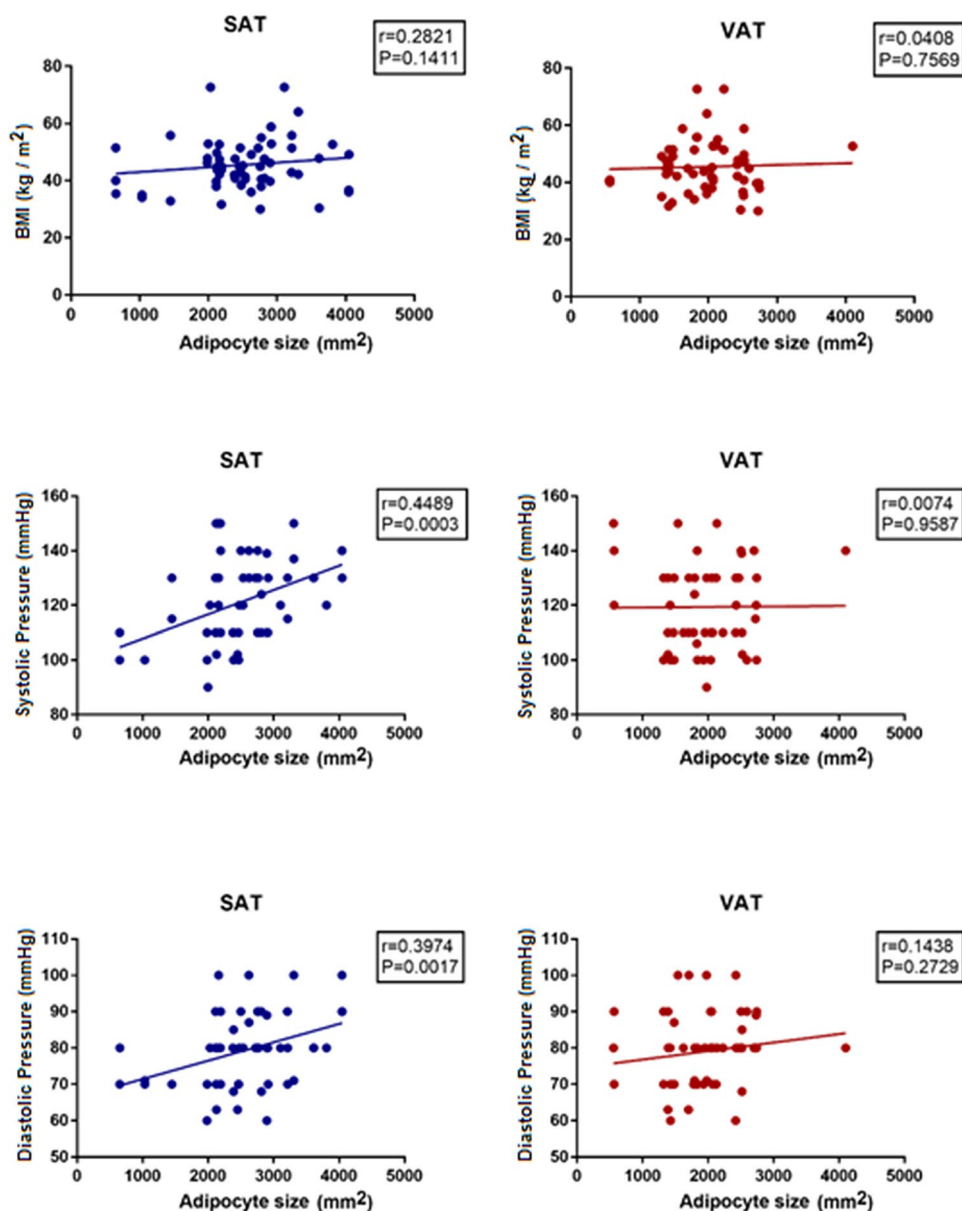 SAT
r=0.2821
P=0.1411
BMI (kg / m²)
80
60
40
20
0
0 1000 2000 3000 4000 5000
Adipocyte size (mm²)
VAT
r=0.0408
P=0.7569
BMI (kg / m²)
80
60
40
20
0
0 1000 2000 3000 4000 5000
Adipocyte size (mm²)
SAT
r=0.4489
P=0.0003
Systolic Pressure (mmHg)
160
140
120
100
80
0 1000 2000 3000 4000 5000
Adipocyte size (mm²)
VAT
r=0.0074
P=0.9587
Systolic Pressure (mmHg)
160
140
120
100
80
0 1000 2000 3000 4000 5000
Adipocyte size (mm²)
SAT
r=0.3974
P=0.0017
Diastolic Pressure (mmHg)
110
100
90
80
70
60
50
0 1000 2000 3000 4000 5000
Adipocyte size (mm²)
VAT
r=0.1438
P=0.2729
Diastolic Pressure (mmHg)
110
100
90
80
70
60
50
0 1000 2000 3000 4000 5000
Adipocyte size (mm²)